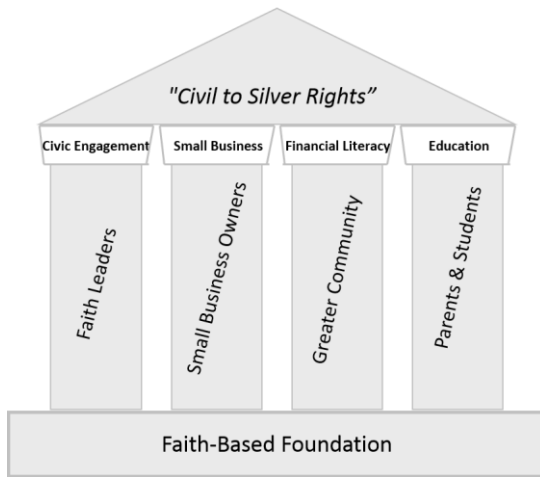 "Civil to Silver Rights”
Civic Engagement
Small Business
Financial Literacy
Education
Faith Leaders
Small Business Owners
Greater Community
Parents & Students
Faith-Based Foundation